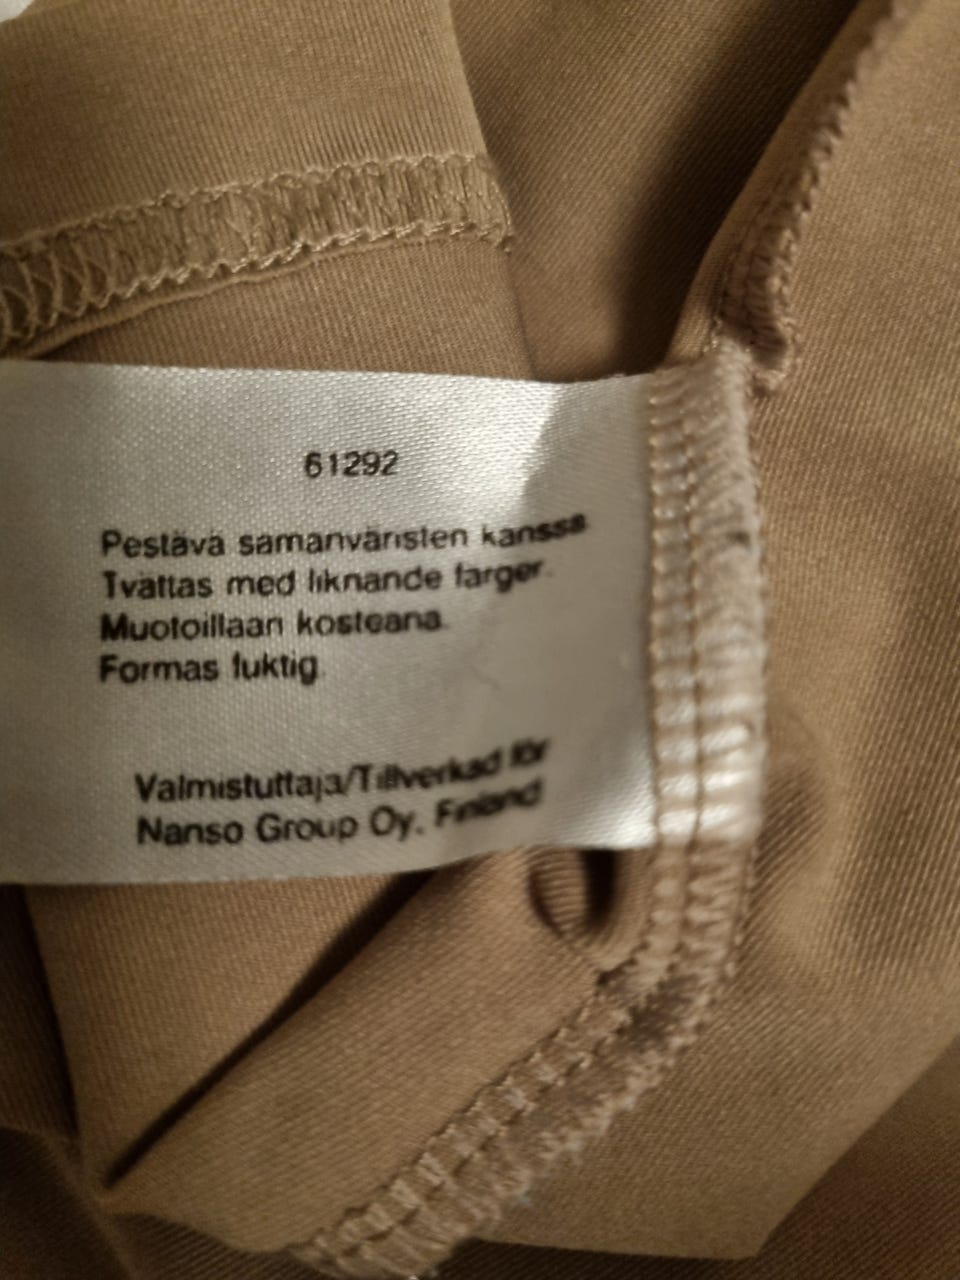 61292
Pestävä samanväristen kanssa
Tvättas med liknande färger.
Muotoillaan kosteana.
Formas fuktig.
Valmistuttaja/Tillverkad för
Nanso Group Oy, Finland